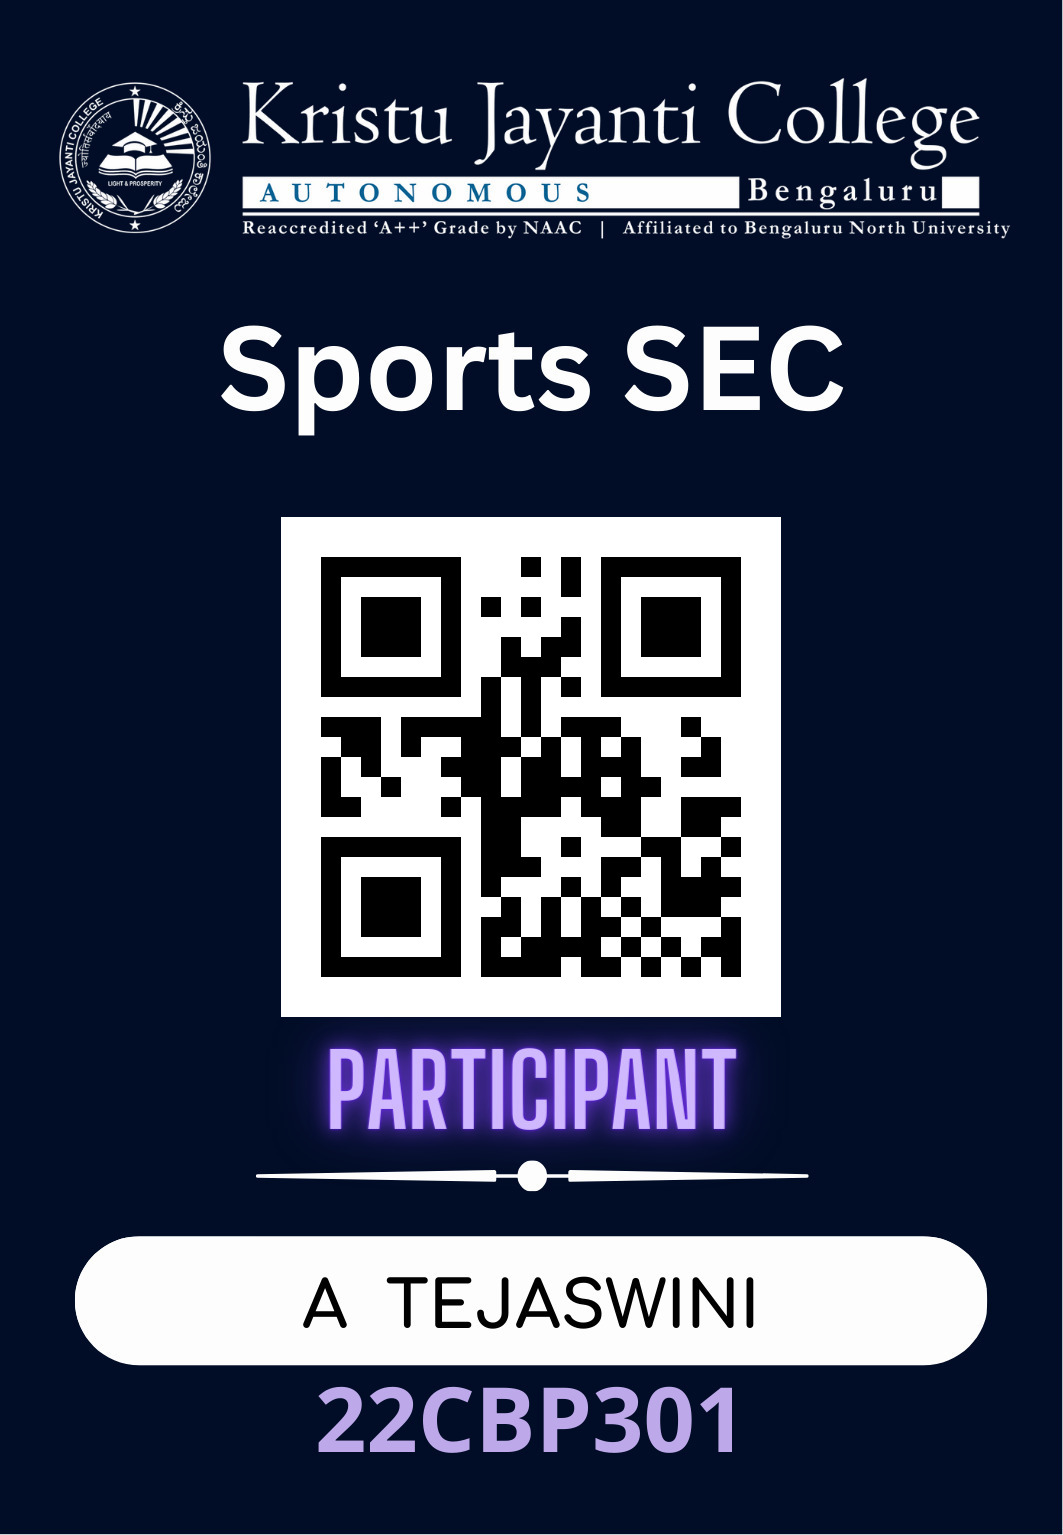 KRISTU JAYANTI COLLEGE
LIGHT & PROSPERITY
Kristu Jayanti College
AUTONOMOUS Bengaluru
Reaccredited ‘A++’ Grade by NAAC | Affiliated to Bengaluru North University
Sports SEC
PARTICIPANT
A TEJASWINI
22CBP301